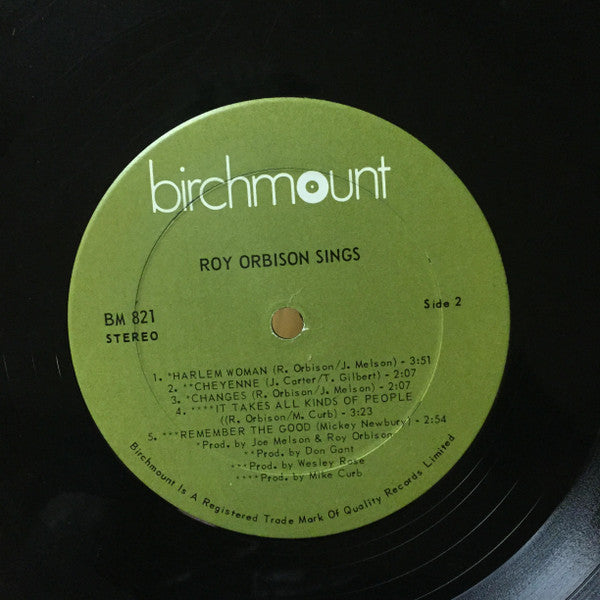 birchmount
ROY ORBISON SINGS
BM 821
STEREO
Side 2
1. *HARLEM WOMAN (R. Orbison/J. Melson) - 3:51
2. **CHEYENNE (J. Carter/T. Gilbert) - 2:07
3. *CHANGES (R. Orbison/J. Melson) - 2:07
4. ****IT TAKES ALL KINDS OF PEOPLE
((R. Orbison/M. Curb) - 3:23
5. ***REMEMBER THE GOOD (Mickey Newbury) - 2:54
*Prod. by Joe Melson & Roy Orbison
**Prod. by Don Gant
***Prod. by Wesley Rose
****Prod. by Mike Curb
Birchmount Is A Registered Trade Mark Of Quality Records Limited